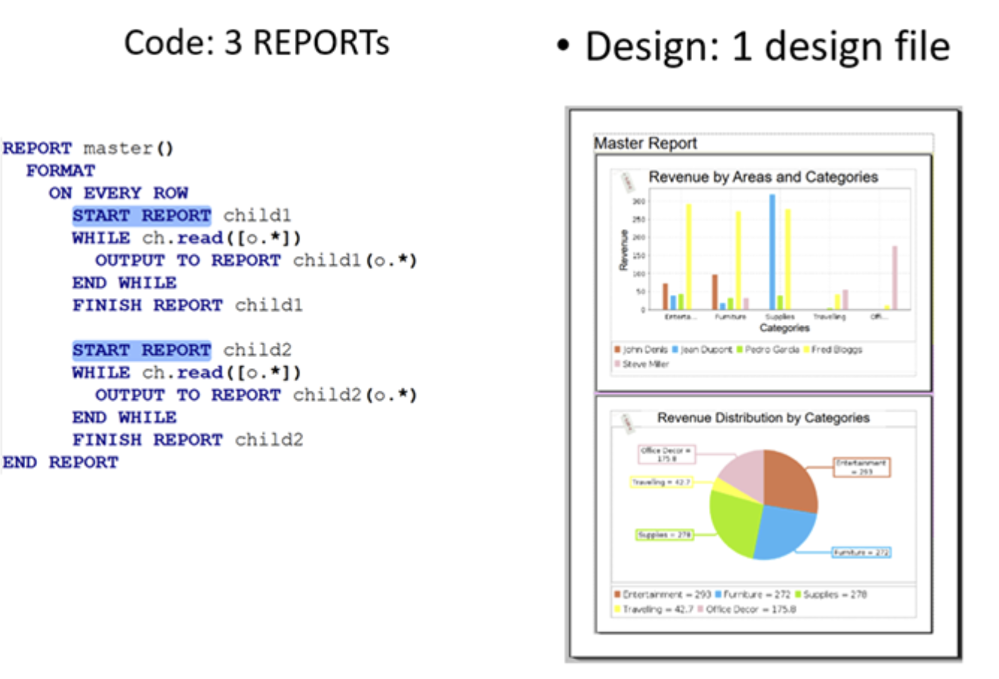 Code: 3 REPORTs
• Design: 1 design file
REPORT master()
FORMAT
ON EVERY ROW
START REPORT child1
WHILE ch.read([o.*])
OUTPUT TO REPORT child1(o.*)
END WHILE
FINISH REPORT child1
START REPORT child2
WHILE ch.read([o.*])
OUTPUT TO REPORT child2(o.*)
END WHILE
FINISH REPORT child2
END REPORT
Master Report
Revenue by Areas and Categories
Revenue
300
250
200
150
100
50
0
Enterta... Furniture Supplies Travelling Offi...
Categories
John Denis Jean Dupont Pedro Garcia Fred Bloggs
Steve Miller
Revenue Distribution by Categories
Office Decor =
175.8
Entertainment
= 293
Travelling = 42.7
Supplies = 278
Furniture = 272
Entertainment = 293 Furniture = 272 Supplies = 278
Travelling = 42.7 Office Decor = 175.8